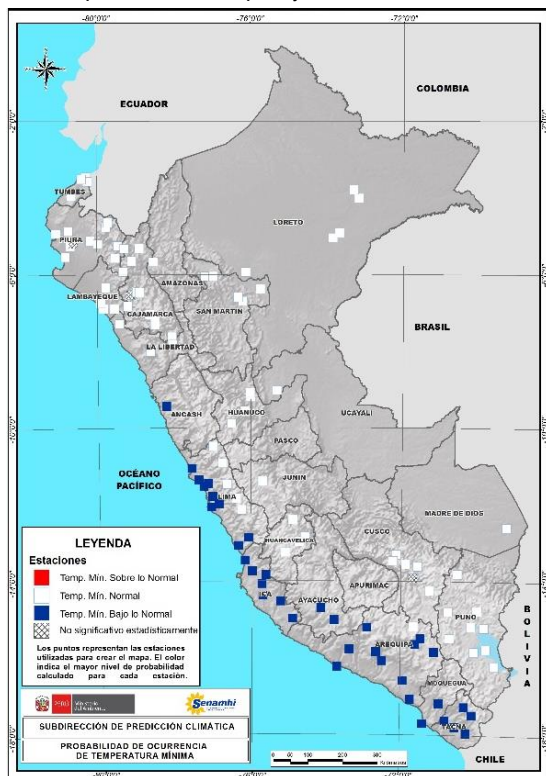 -80°0'0"
-76°0'0"
-72°0'0"
COLOMBIA
ECUADOR
TUMBES
LORETO
PIURA
AMAZONAS
LAMBAYEQUE
CAJAMARCA
SAN MARTIN
BRASIL
LA LIBERTAD
ANCASH
HUANUCO
UCAYALI
PASCO
OCÉANO
PACÍFICO
JUNIN
LIMA
MADRE DE DIOS
CUSCO
HUANCAVELICA
APURIMAC
AYACUCHO
ICA
PUNO
AREQUIPA
BOLIVIA
MOQUEGUA
TACNA
CHILE
LEYENDA
Estaciones
Temp. Mín. Sobre lo Normal
Temp. Mín. Normal
Temp. Mín. Bajo lo Normal
No significativo estadísticamente
Los puntos representan las estaciones
utilizadas para crear el mapa. El color
indica el mayor nivel de probabilidad
calculado para cada estación.
PERÚ
Ministerio
del Ambiente
Senamhi
SUBDIRECCIÓN DE PREDICCIÓN CLIMÁTICA
PROBABILIDAD DE OCURRENCIA
DE TEMPERATURA MÍNIMA